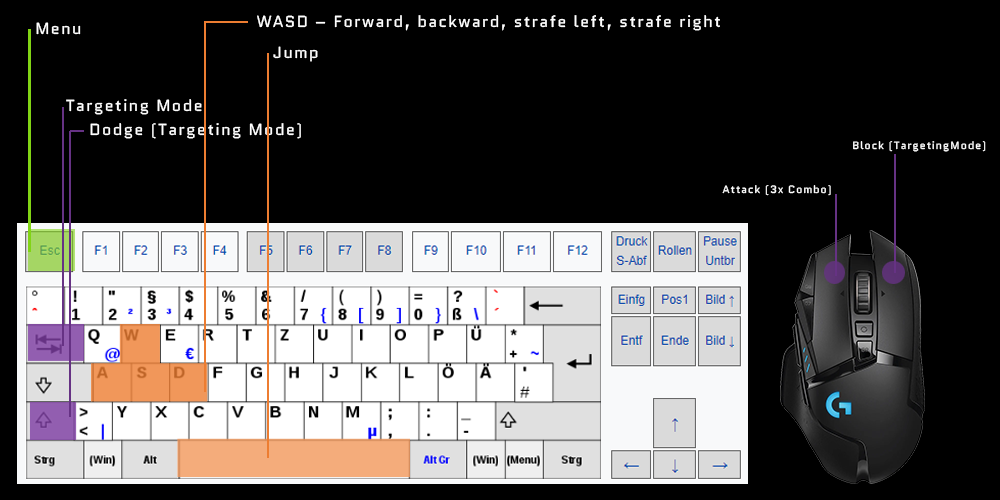 WASD – Forward, backward, strafe left, strafe right
Menu
Jump
Targeting Mode
Dodge (Targeting Mode)
Block (TargetingMode)
Attack (3x Combo)
Esc F1 F2 F3 F4 F5 F6 F7 F8 F9 F10 F11 F12 Druck S-Abf Rollen Pause Untbr
° ! " § $ % & / ( ) = ? `
^ 1 2 ² 3 ³ 4 5 6 7 { 8 [ 9 ] 0 } ß \ ´
Einfg Pos1 Bild ↑
Q W E R T Z U I O P Ü *
@ € + ~
Entf Ende Bild ↓
A S D F G H J K L Ö Ä '
#
> Y X C V B N M ; : _
< | µ , . -
↑
Strg (Win) Alt Alt Gr (Win) (Menu) Strg
← ↓ →
G